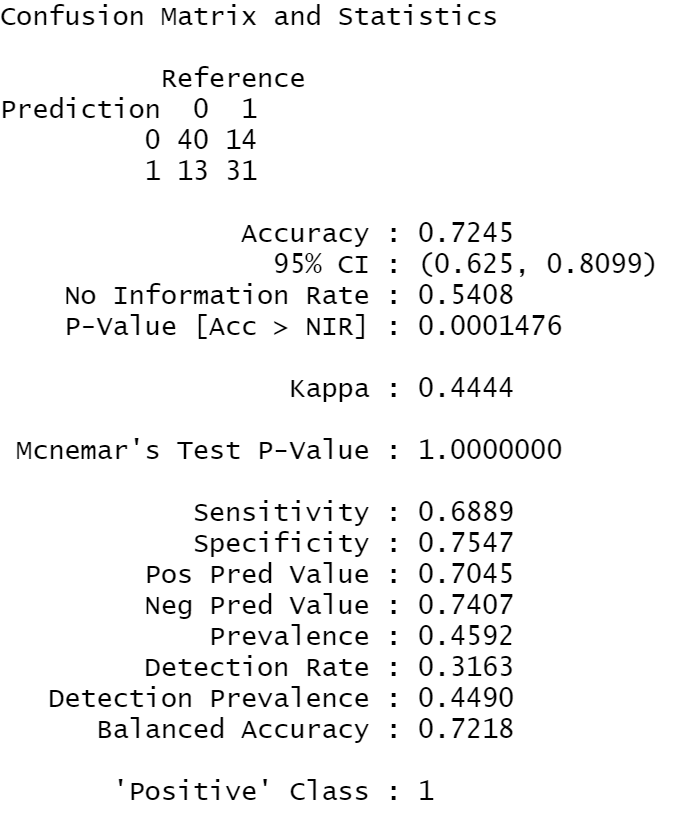 Confusion Matrix and Statistics
Reference
Prediction 0 1
0 40 14
1 13 31
Accuracy : 0.7245
95% CI : (0.625, 0.8099)
No Information Rate : 0.5408
P-Value [Acc > NIR] : 0.0001476
Kappa : 0.4444
Mcnemar's Test P-Value : 1.0000000
Sensitivity : 0.6889
Specificity : 0.7547
Pos Pred Value : 0.7045
Neg Pred Value : 0.7407
Prevalence : 0.4592
Detection Rate : 0.3163
Detection Prevalence : 0.4490
Balanced Accuracy : 0.7218
'Positive' Class : 1